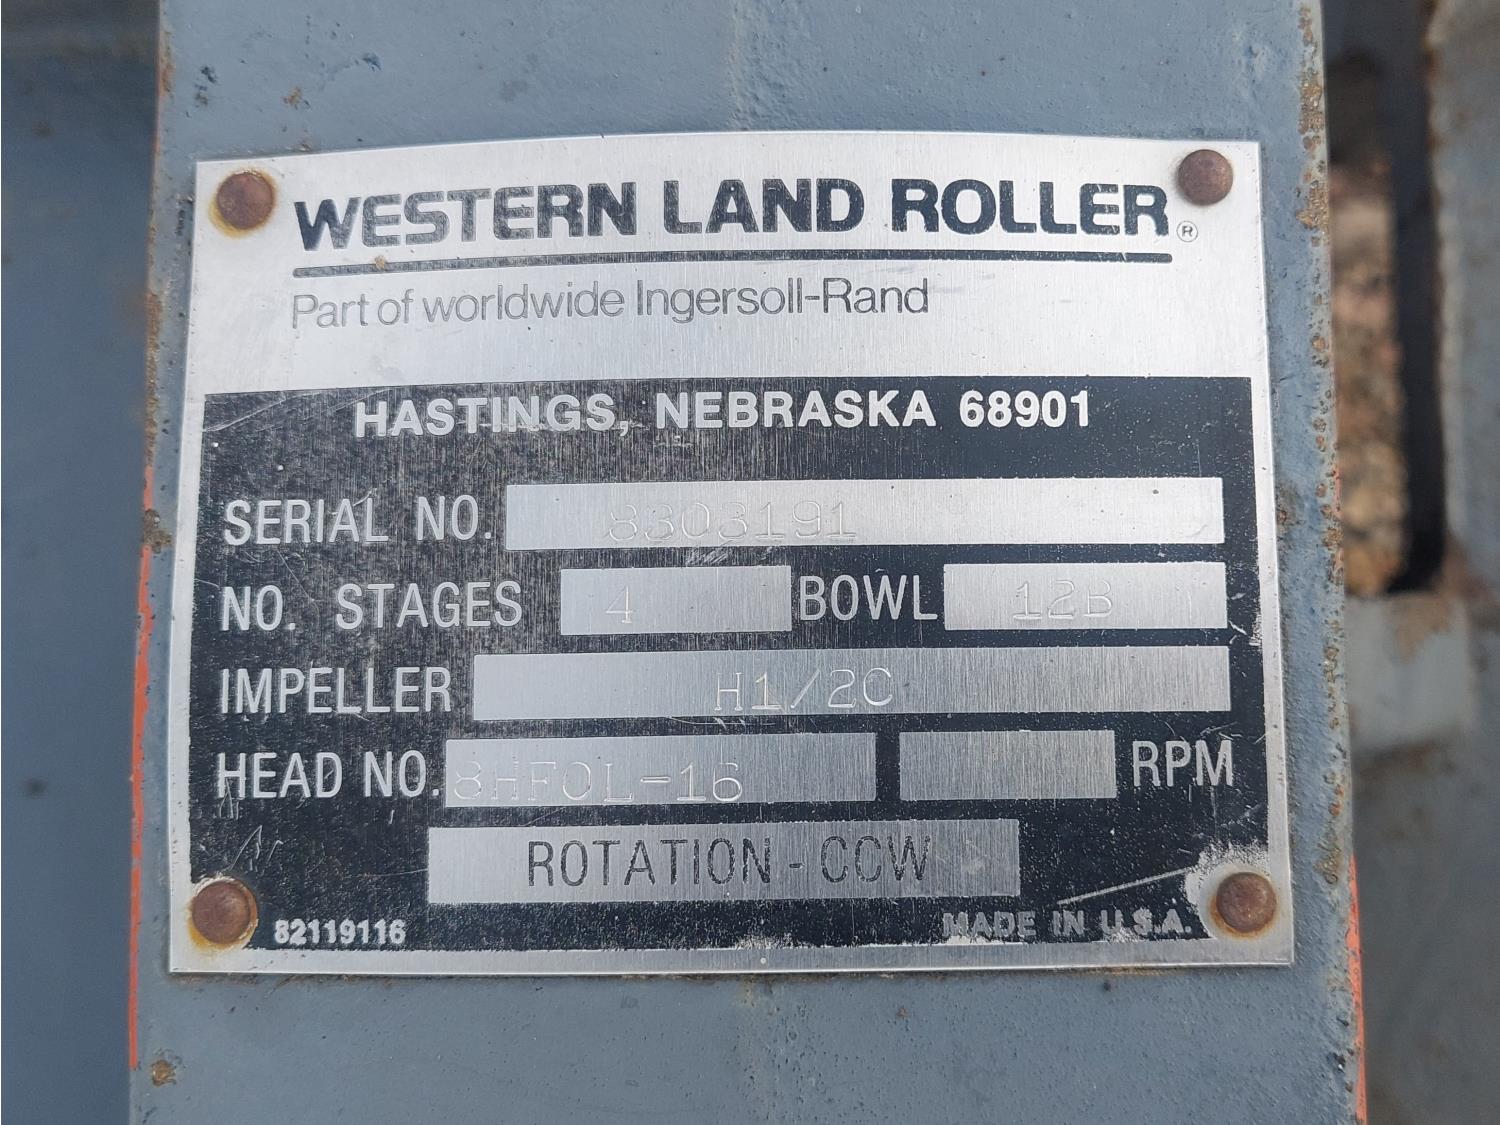 WESTERN LAND ROLLER ®
Part of worldwide Ingersoll-Rand
HASTINGS, NEBRASKA 68901
SERIAL NO. 8303191
NO. STAGES 4 BOWL 12B
IMPELLER H1/2C
HEAD NO. 8HFOL-16 RPM
ROTATION - CCW
82119116 MADE IN U.S.A.